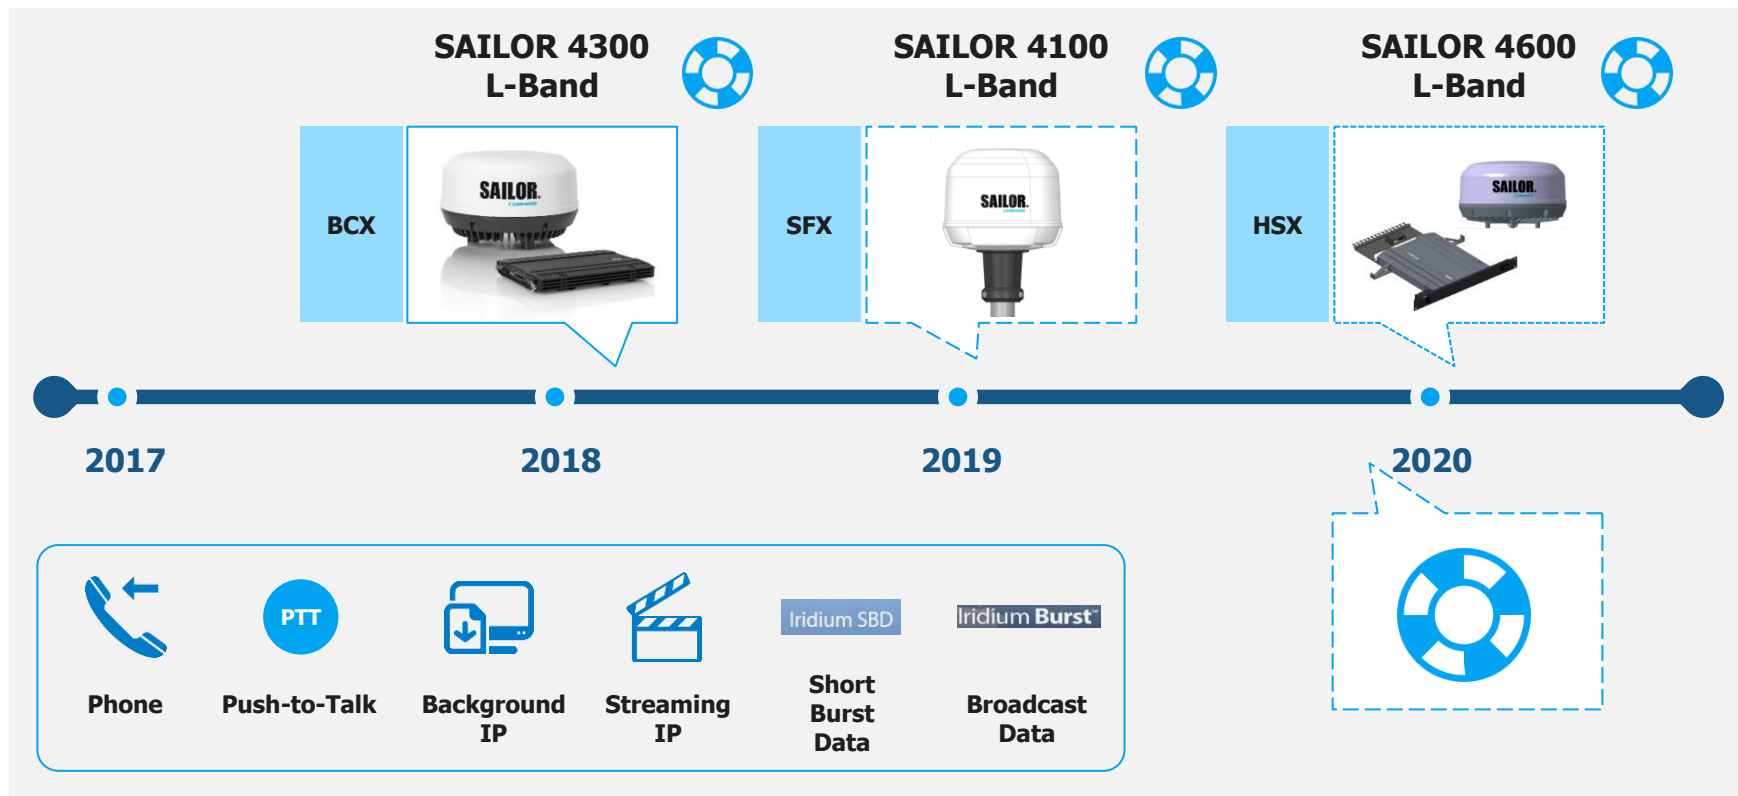 SAILOR 4300
L-Band
SAILOR 4100
L-Band
SAILOR 4600
L-Band
BCX
SAILOR.
SFX
SAILOR.
HSX
SAILOR.
2017
2018
2019
2020
PTT
Iridium SBD
Iridium Burst™
Phone
Push-to-Talk
Background
IP
Streaming
IP
Short
Burst
Data
Broadcast
Data